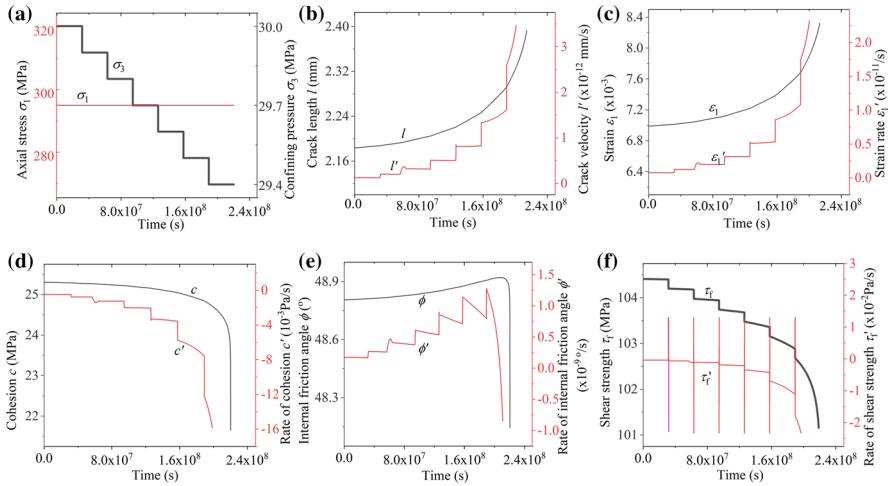 (a)
Axial stress σ1 (MPa)
320
295
270
σ3
σ1
30.0
29.7
29.4
Confining pressure σ3 (MPa)
0.0 8.0x10^7 1.6x10^8 2.4x10^8
Time (s)
(b)
Crack length l (mm)
2.40
2.32
2.24
2.16
l
l′
3
2
1
0
Crack velocity l′ (x10^-12 mm/s)
0.0 8.0x10^7 1.6x10^8 2.4x10^8
Time (s)
(c)
Strain ε1 (x10^-3)
8.4
7.8
7.2
6.6
ε1
ε1′
2.0
1.5
1.0
0.5
0.0
Strain rate ε1′ (x10^-11/s)
0.0 8.0x10^7 1.6x10^8 2.4x10^8
Time (s)
(d)
Cohesion c (MPa)
25
24
23
22
c
c′
0
-4
-8
-12
-16
Rate of cohesion c′ (10^-3Pa/s)
0.0 8.0x10^7 1.6x10^8 2.4x10^8
Time (s)
(e)
Internal friction angle ϕ (°)
48.9
48.6
48.3
ϕ
ϕ′
1.5
1.0
0.5
0.0
-0.5
-1.0
Rate of internal friction angle ϕ′
(x10^-9 °/s)
0.0 8.0x10^7 1.6x10^8 2.4x10^8
Time (s)
(f)
Shear strength τf (MPa)
104
103
102
101
τf
τf′
3
2
0
-2
Rate of shear strength τf′ (x10^-2Pa/s)
0.0 8.0x10^7 1.6x10^8 2.4x10^8
Time (s)